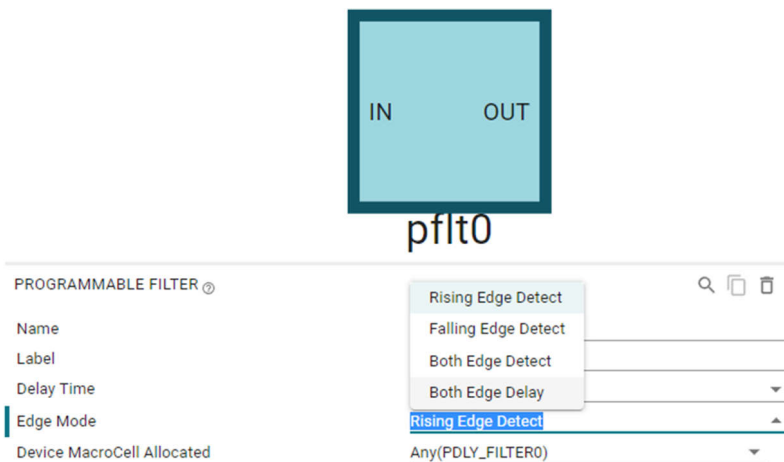 IN OUT
pflt0
PROGRAMMABLE FILTER ?
Rising Edge Detect
Name
Falling Edge Detect
Label
Both Edge Detect
Delay Time
Both Edge Delay
Edge Mode
Rising Edge Detect
Device MacroCell Allocated
Any(PDLY_FILTER0)